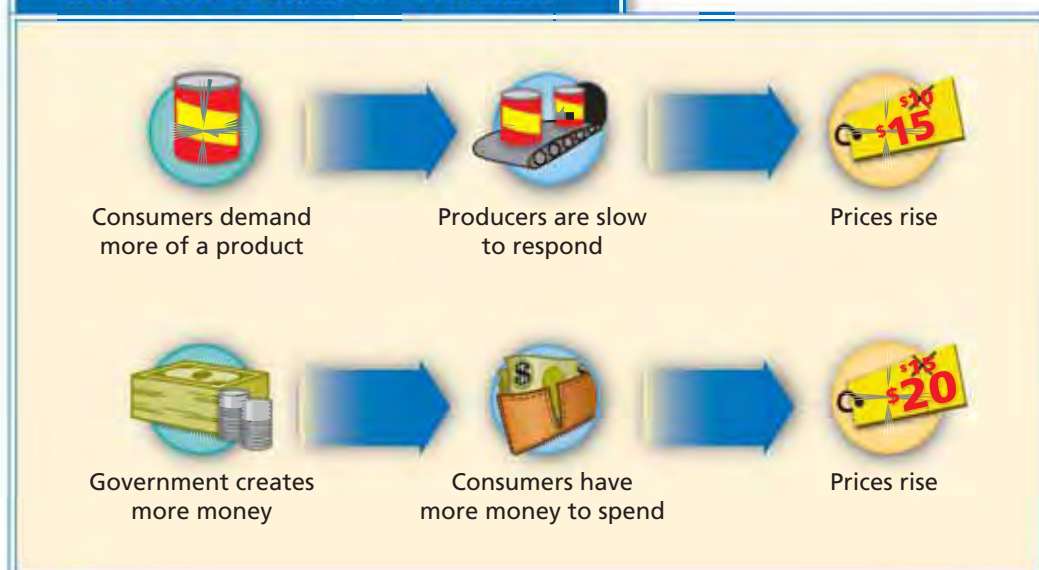 Consumers demand
more of a product
Producers are slow
to respond
$10
$15
Prices rise
$
Government creates
more money
Consumers have
more money to spend
$15
$20
Prices rise